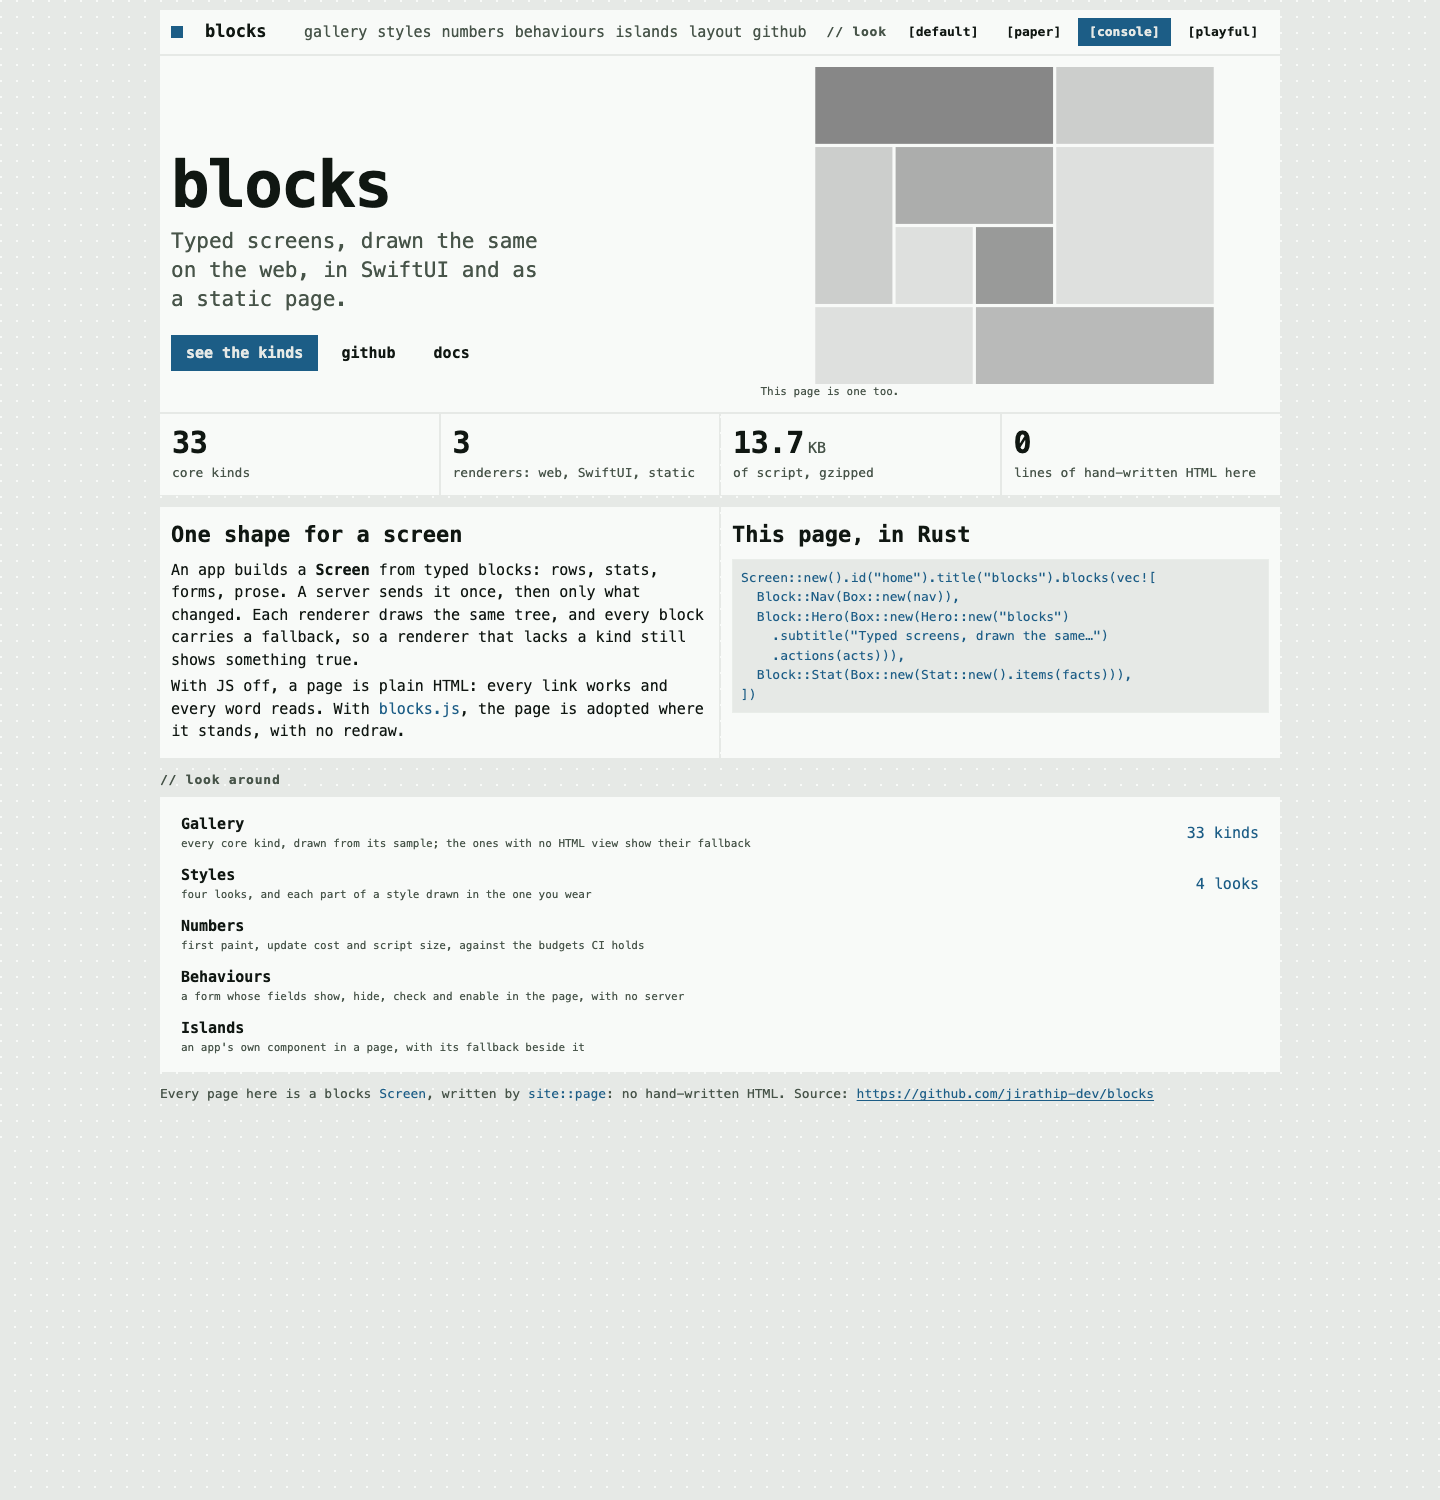 blocks gallery styles numbers behaviours islands layout github // look [default] [paper] [console] [playful]
blocks
Typed screens, drawn the same
on the web, in SwiftUI and as
a static page.
see the kinds github docs
This page is one too.
33
core kinds
3
renderers: web, SwiftUI, static
13.7 KB
of script, gzipped
0
lines of hand-written HTML here
One shape for a screen
An app builds a Screen from typed blocks: rows, stats,
forms, prose. A server sends it once, then only what
changed. Each renderer draws the same tree, and every block
carries a fallback, so a renderer that lacks a kind still
shows something true.
With JS off, a page is plain HTML: every link works and
every word reads. With blocks.js, the page is adopted where
it stands, with no redraw.
This page, in Rust
Screen::new().id("home").title("blocks").blocks(vec![
  Block::Nav(Box::new(nav)),
  Block::Hero(Box::new(Hero::new("blocks")
    .subtitle("Typed screens, drawn the same…")
    .actions(acts))),
  Block::Stat(Box::new(Stat::new().items(facts))),
])
// look around
Gallery
every core kind, drawn from its sample; the ones with no HTML view show their fallback
33 kinds
Styles
four looks, and each part of a style drawn in the one you wear
4 looks
Numbers
first paint, update cost and script size, against the budgets CI holds
Behaviours
a form whose fields show, hide, check and enable in the page, with no server
Islands
an app's own component in a page, with its fallback beside it
Every page here is a blocks Screen, written by site::page: no hand-written HTML. Source: https://github.com/jirathip-dev/blocks